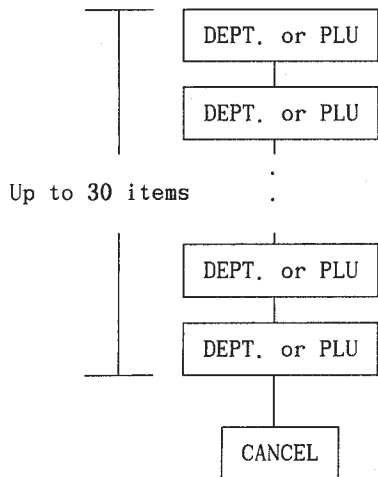 DEPT. or PLU
DEPT. or PLU
Up to 30 items
DEPT. or PLU
DEPT. or PLU
CANCEL